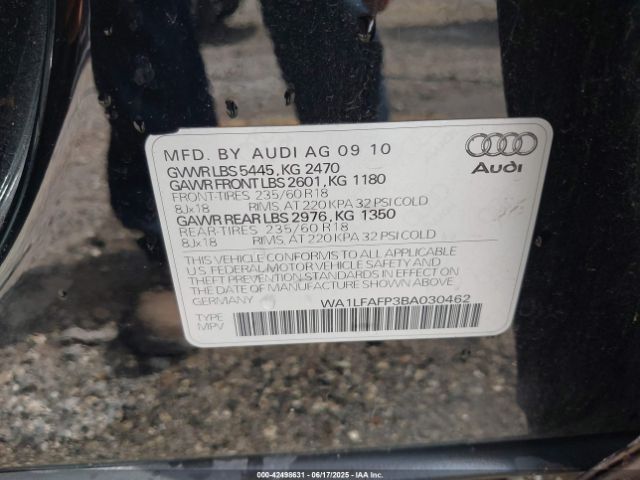 MFD. BY AUDI AG 09 10
GVWR LBS 5445, KG 2470
GAWR FRONT LBS 2601, KG 1180
FRONT-TIRES 235/60 R18
8Jx18 RIMS, AT 220 KPA 32 PSI COLD
GAWR REAR LBS 2976, KG 1350
REAR-TIRES 235/60 R18
8Jx18 RIMS, AT 220 KPA 32 PSI COLD
THIS VEHICLE CONFORMS TO ALL APPLICABLE
U.S FEDERAL MOTOR VEHICLE SAFETY AND
THEFT PREVENTION STANDARDS IN EFFECT ON
THE DATE OF MANUFACTURE SHOWN ABOVE.
GERMANY WA1LFAFP3BA030462
TYPE
MPV
Audi
000-42498631 - 06/17/2025 - IAA, Inc.